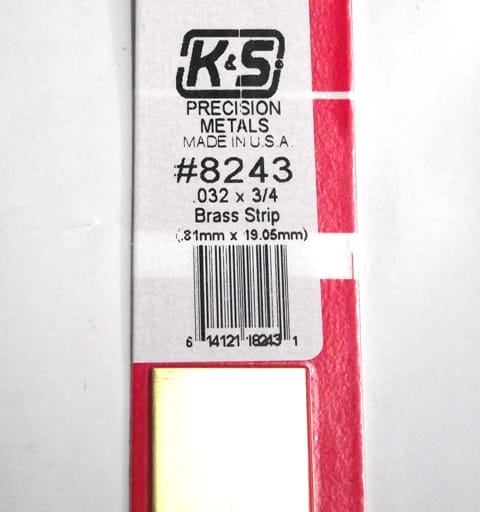 K&S
PRECISION
METALS
MADE IN U.S.A.
#8243
.032 x 3/4
Brass Strip
(.81mm x 19.05mm)
6 14121 18243 1